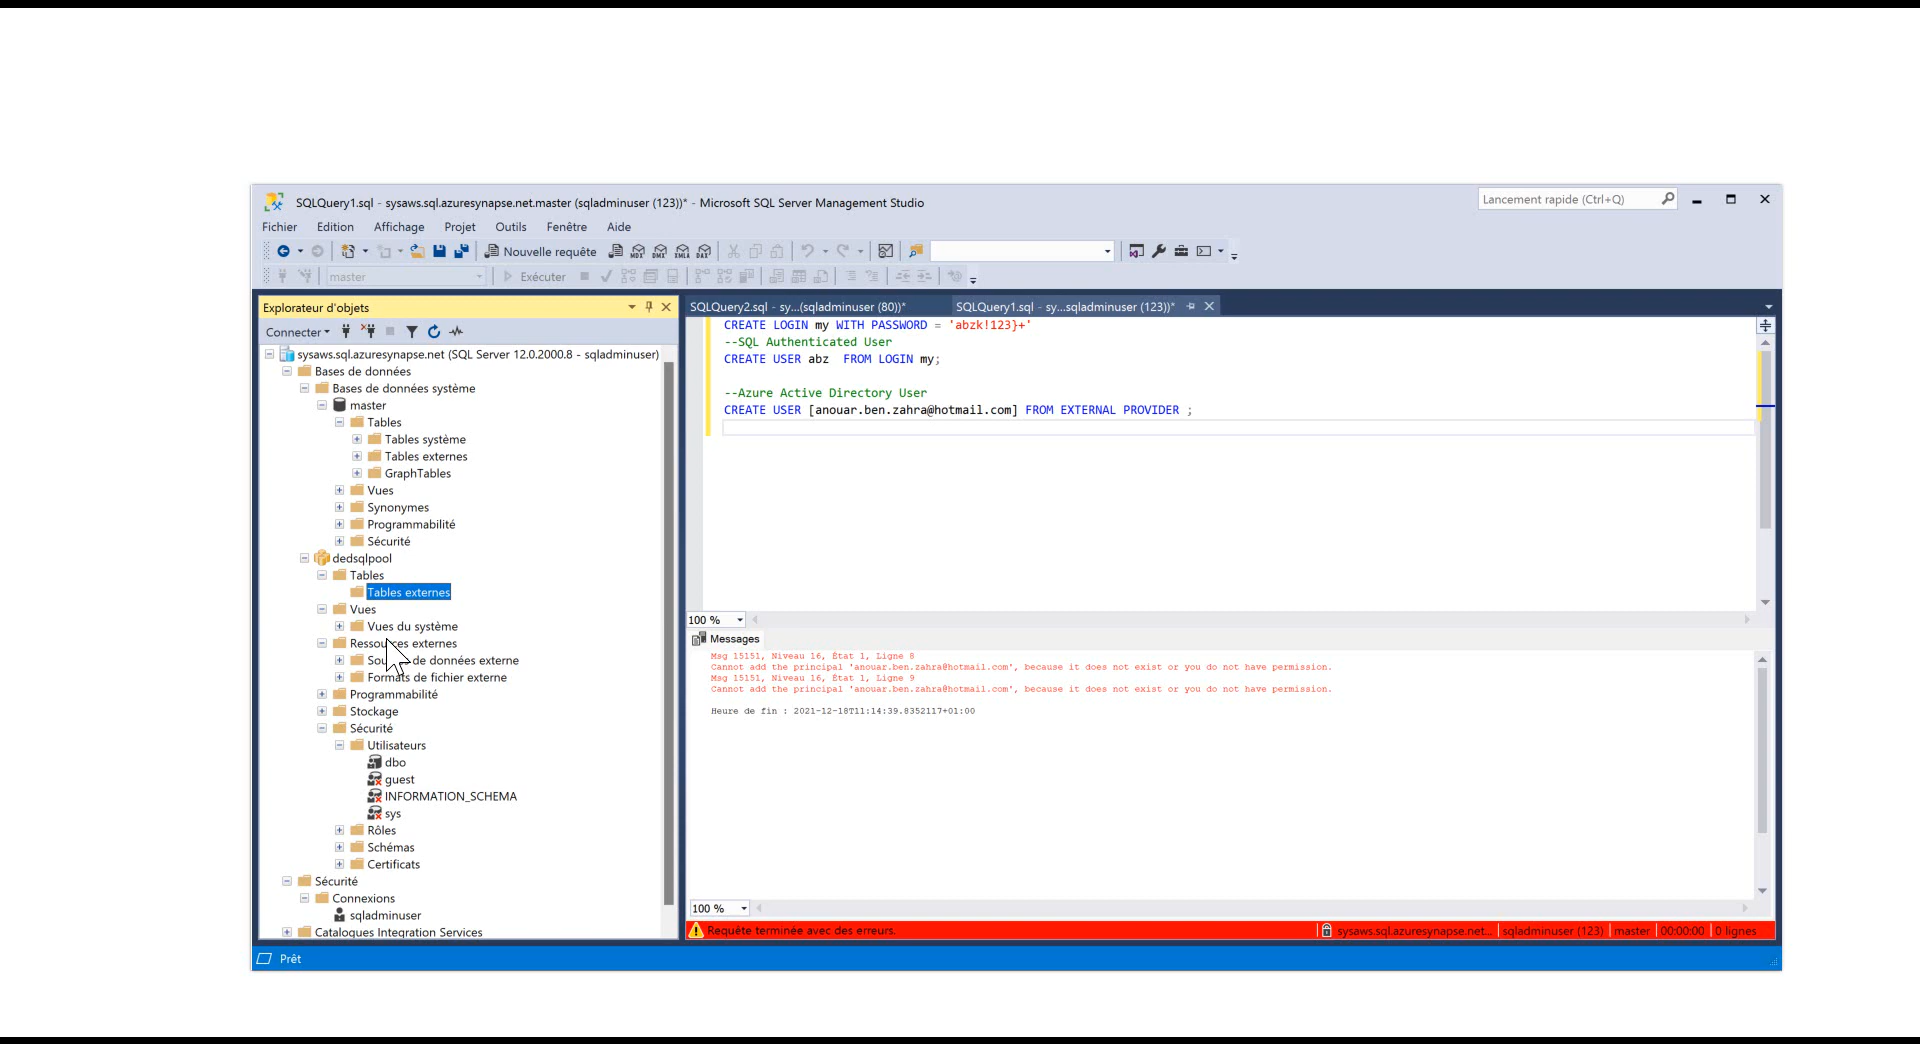 SQLQuery1.sql - sysaws.sql.azuresynapse.net.master (sqladminuser (123))* - Microsoft SQL Server Management Studio
Lancement rapide (Ctrl+Q)
Fichier Edition Affichage Projet Outils Fenêtre Aide
Nouvelle requête MDX DMX XMLA DAX
master Exécuter
Explorateur d'objets
Connecter
sysaws.sql.azuresynapse.net (SQL Server 12.0.2000.8 - sqladminuser)
Bases de données
Bases de données système
master
Tables
Tables système
Tables externes
GraphTables
Vues
Synonymes
Programmabilité
Sécurité
dedsqlpool
Tables
Tables externes
Vues
Vues du système
Ressources externes
de données externe
Formats de fichier externe
Programmabilité
Stockage
Sécurité
Utilisateurs
dbo
guest
INFORMATION_SCHEMA
sys
Rôles
Schémas
Certificats
Sécurité
Connexions
sqladminuser
Catalogues Integration Services
SQLQuery2.sql - sy...(sqladminuser (80))* SQLQuery1.sql - sy...sqladminuser (123))*
CREATE LOGIN my WITH PASSWORD = 'abzk!123}+'
--SQL Authenticated User
CREATE USER abz  FROM LOGIN my;
--Azure Active Directory User
CREATE USER [anouar.ben.zahra@hotmail.com] FROM EXTERNAL PROVIDER ;
100 %
Messages
Msg 15151, Niveau 16, État 1, Ligne 8
Cannot add the principal 'anouar.ben.zahra@hotmail.com', because it does not exist or you do not have permission.
Msg 15151, Niveau 16, État 1, Ligne 9
Cannot add the principal 'anouar.ben.zahra@hotmail.com', because it does not exist or you do not have permission.
Heure de fin : 2021-12-18T11:14:39.8352117+01:00
100 %
Requête terminée avec des erreurs. sysaws.sql.azuresynapse.net... sqladminuser (123) master 00:00:00 0 lignes
Prêt